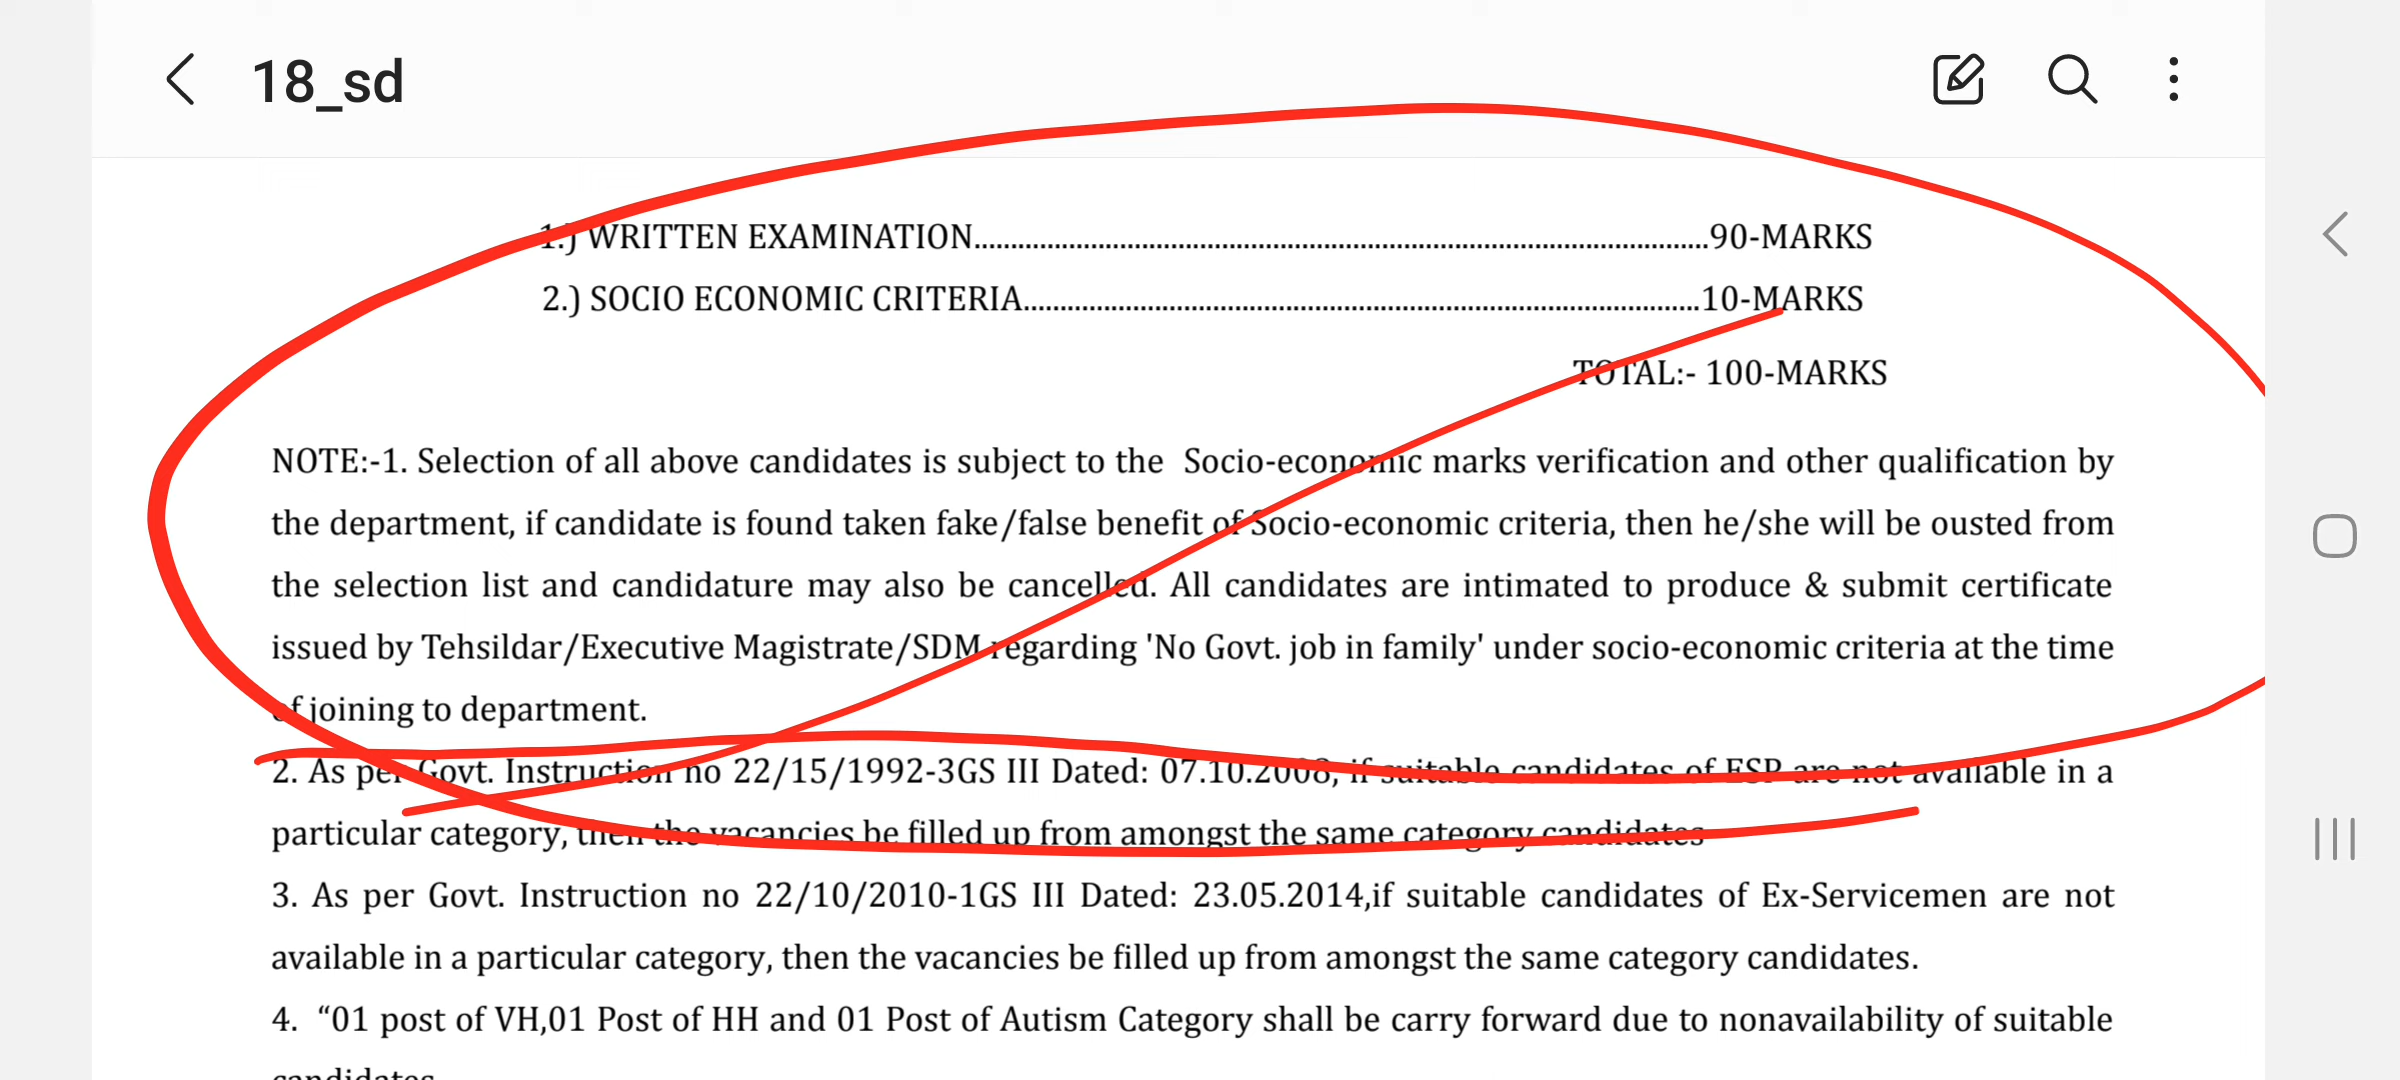 18_sd
1.) WRITTEN EXAMINATION....................................................................................................90-MARKS
2.) SOCIO ECONOMIC CRITERIA............................................................................................10-MARKS
TOTAL:- 100-MARKS
NOTE:-1. Selection of all above candidates is subject to the Socio-economic marks verification and other qualification by
the department, if candidate is found taken fake/false benefit of Socio-economic criteria, then he/she will be ousted from
the selection list and candidature may also be cancelled. All candidates are intimated to produce & submit certificate
issued by Tehsildar/Executive Magistrate/SDM regarding 'No Govt. job in family' under socio-economic criteria at the time
of joining to department.
2. As per Govt. Instruction no 22/15/1992-3GS III Dated: 07.10.2008, if suitable candidates of ESP are not available in a
particular category, then the vacancies be filled up from amongst the same category candidates
3. As per Govt. Instruction no 22/10/2010-1GS III Dated: 23.05.2014,if suitable candidates of Ex-Servicemen are not
available in a particular category, then the vacancies be filled up from amongst the same category candidates.
4. “01 post of VH,01 Post of HH and 01 Post of Autism Category shall be carry forward due to nonavailability of suitable
candidates